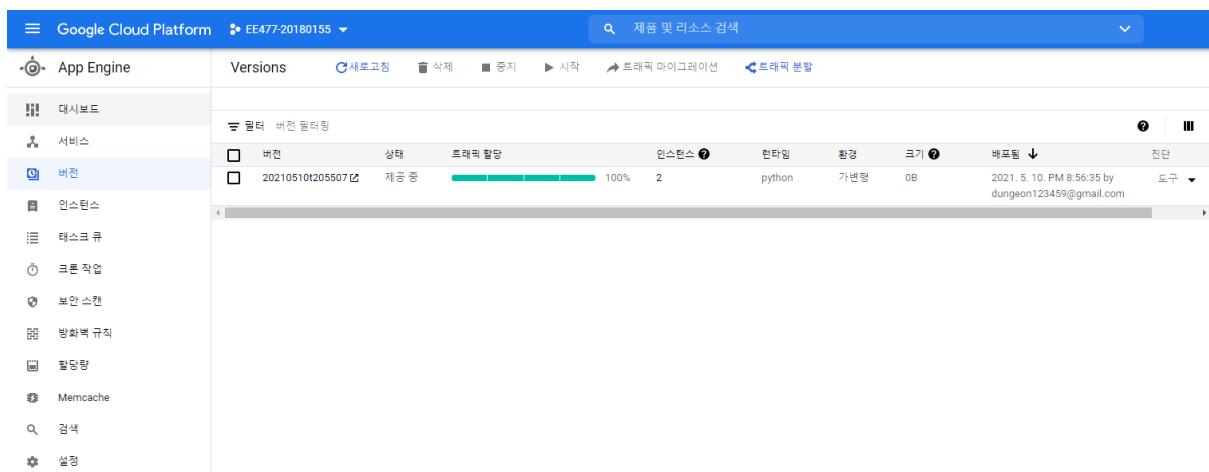 Google Cloud Platform EE477-20180155 제품 및 리소스 검색
App Engine Versions 새로고침 삭제 중지 시작 트래픽 마이그레이션 트래픽 분할
대시보드
서비스
버전
인스턴스
태스크 큐
크론 작업
보안 스캔
방화벽 규칙
할당량
Memcache
검색
설정
필터 버전 필터링
버전 상태 트래픽 할당 인스턴스 런타임 환경 크기 배포됨 진단
20210510t205507 제공 중 100% 2 python 가변형 0B 2021. 5. 10. PM 8:56:35 by 도구
dungeon123459@gmail.com